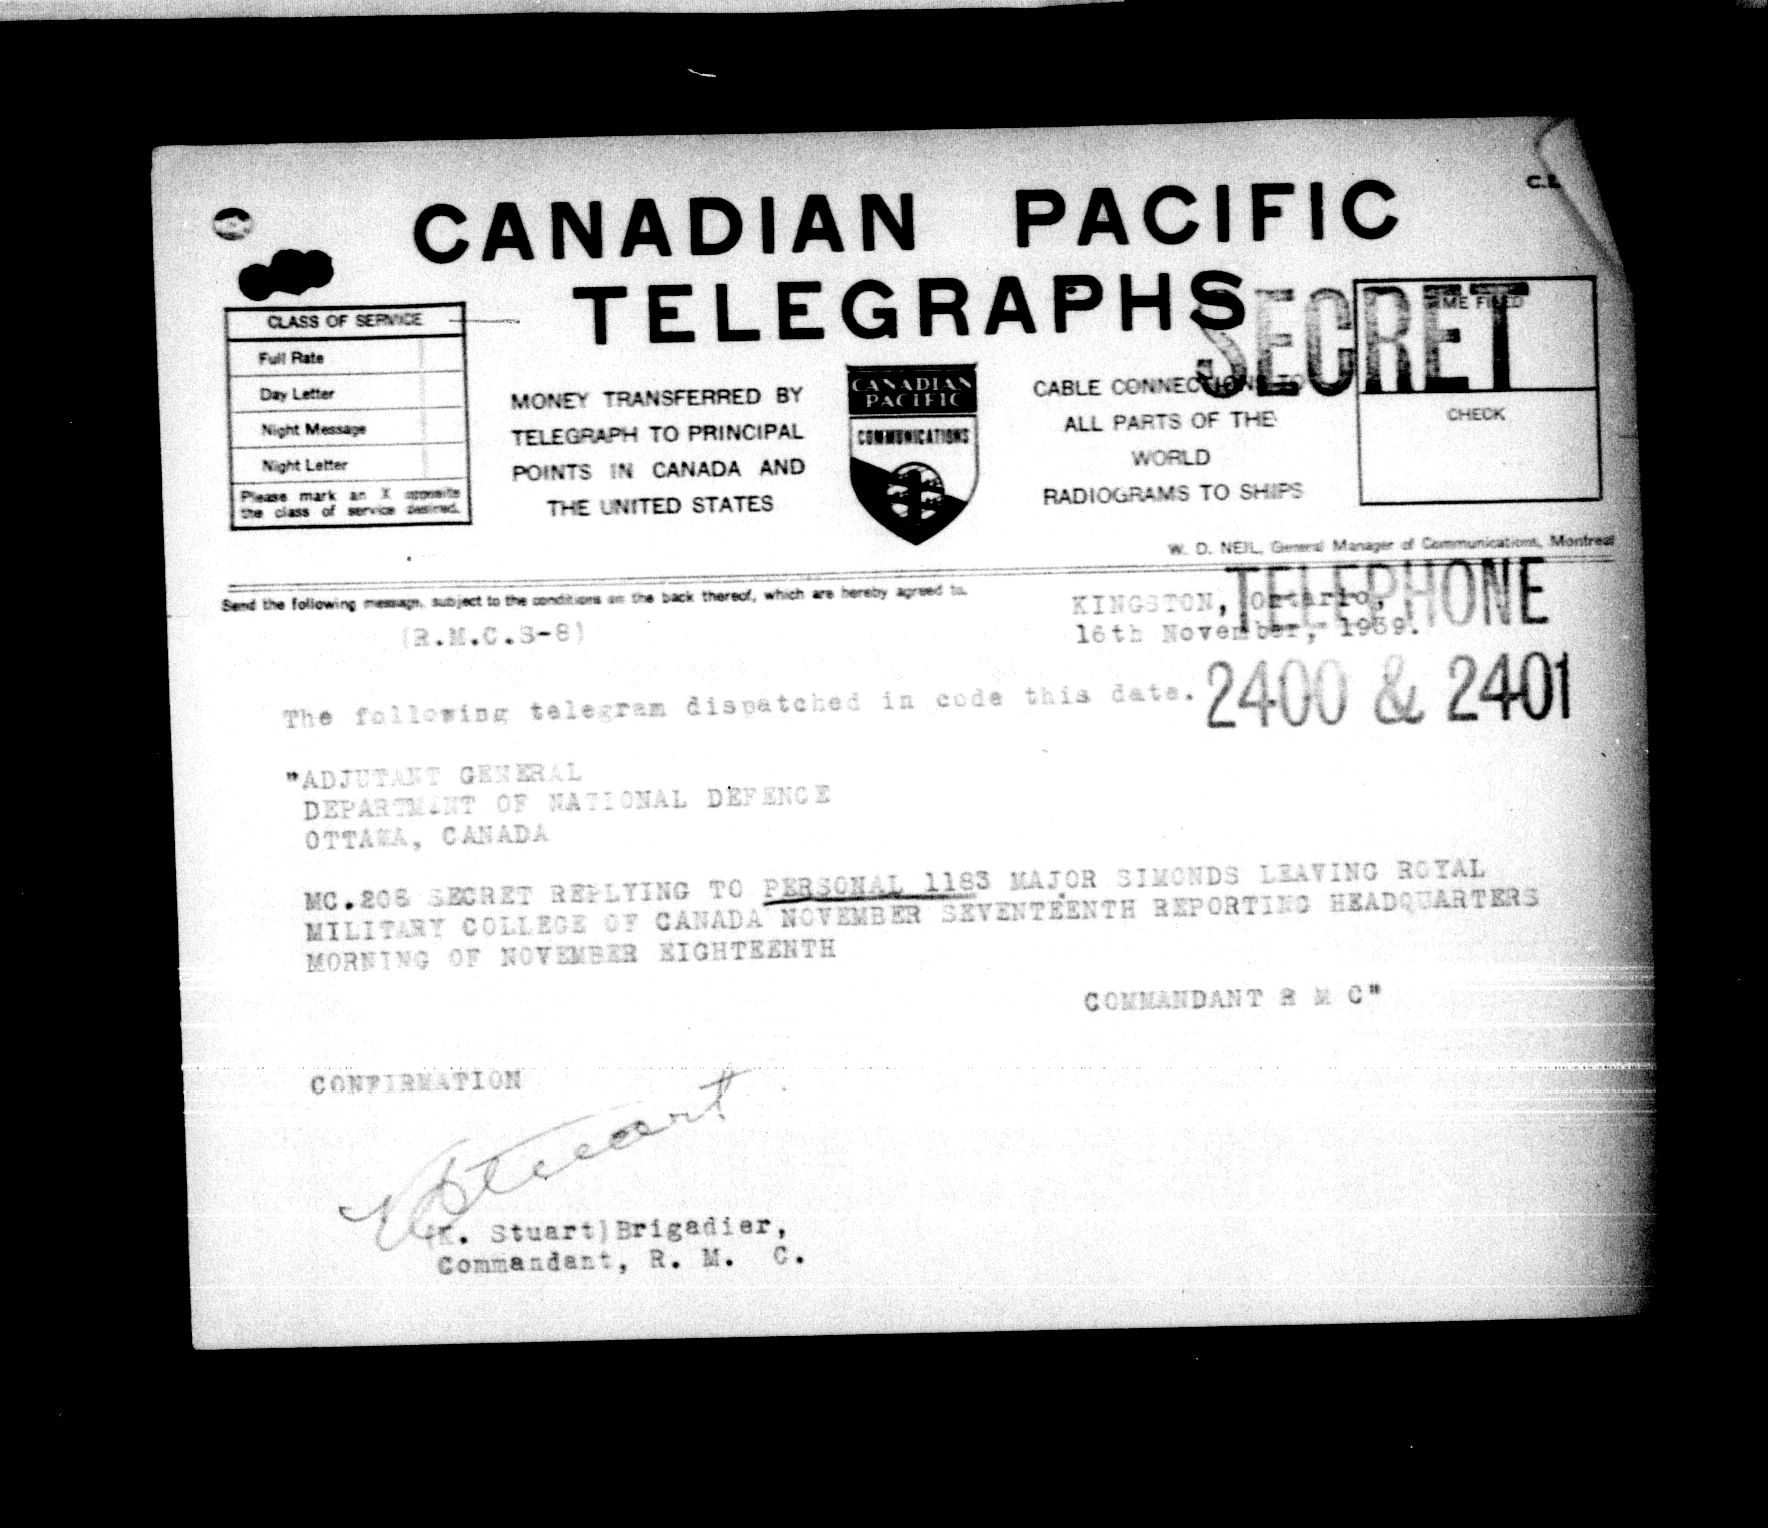 CANADIAN PACIFIC
TELEGRAPHS
SECRET
CLASS OF SERVICE
Full Rate
Day Letter
Night Message
Night Letter
Please mark an X opposite
the class of service desired.
MONEY TRANSFERRED BY
TELEGRAPH TO PRINCIPAL
POINTS IN CANADA AND
THE UNITED STATES
CANADIAN
PACIFIC
COMMUNICATIONS
CABLE CONNECTIONS TO
ALL PARTS OF THE
WORLD
RADIOGRAMS TO SHIPS
TIME FILED
CHECK
W. D. NEIL, General Manager of Communications, Montreal
Send the following message, subject to the conditions on the back thereof, which are hereby agreed to.
TELEPHONE
2400 & 2401
(R.M.C.S-8)
KINGSTON, Ontario,
16th November, 1939.
The following telegram dispatched in code this date.
"ADJUTANT GENERAL
DEPARTMENT OF NATIONAL DEFENCE
OTTAWA, CANADA
MC.208 SECRET REPLYING TO PERSONAL 1183 MAJOR SIMONDS LEAVING ROYAL
MILITARY COLLEGE OF CANADA NOVEMBER SEVENTEENTH REPORTING HEADQUARTERS
MORNING OF NOVEMBER EIGHTEENTH
COMMANDANT R M C"
CONFIRMATION
K Stuart
(K. Stuart)Brigadier,
Commandant, R. M. C.